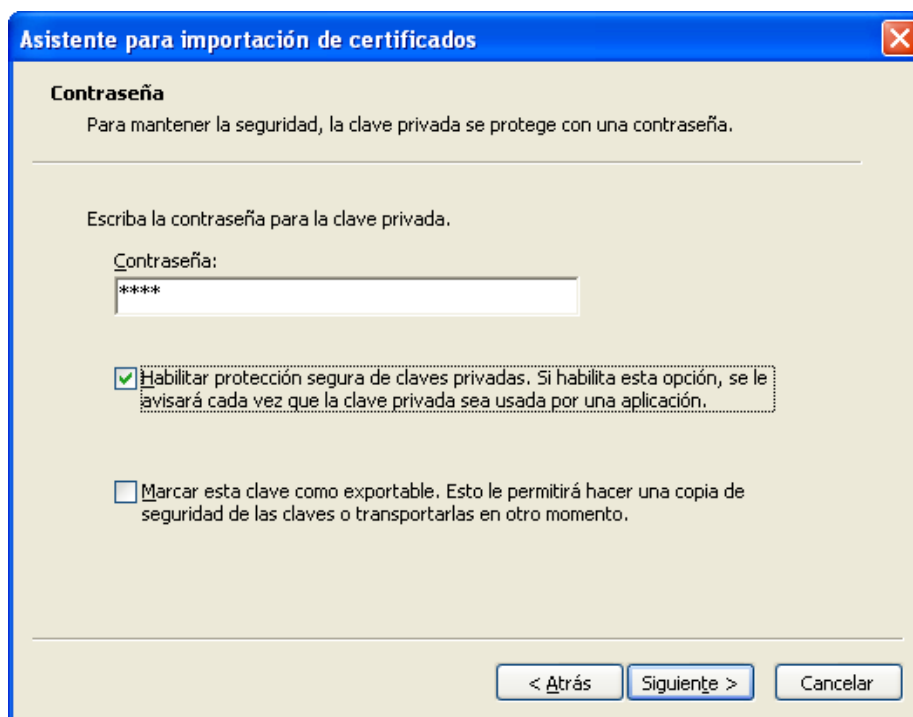 Asistente para importación de certificados
Contraseña
Para mantener la seguridad, la clave privada se protege con una contraseña.
Escriba la contraseña para la clave privada.
Contraseña:
****
Habilitar protección segura de claves privadas. Si habilita esta opción, se le
avisará cada vez que la clave privada sea usada por una aplicación.
Marcar esta clave como exportable. Esto le permitirá hacer una copia de
seguridad de las claves o transportarlas en otro momento.
< Atrás Siguiente > Cancelar